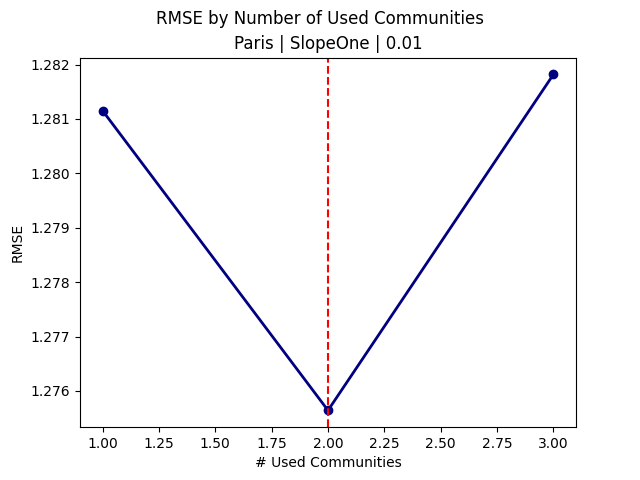 RMSE by Number of Used Communities
Paris | SlopeOne | 0.01
1.282
1.281
1.280
1.279
1.278
1.277
1.276
RMSE
1.00 1.25 1.50 1.75 2.00 2.25 2.50 2.75 3.00
# Used Communities